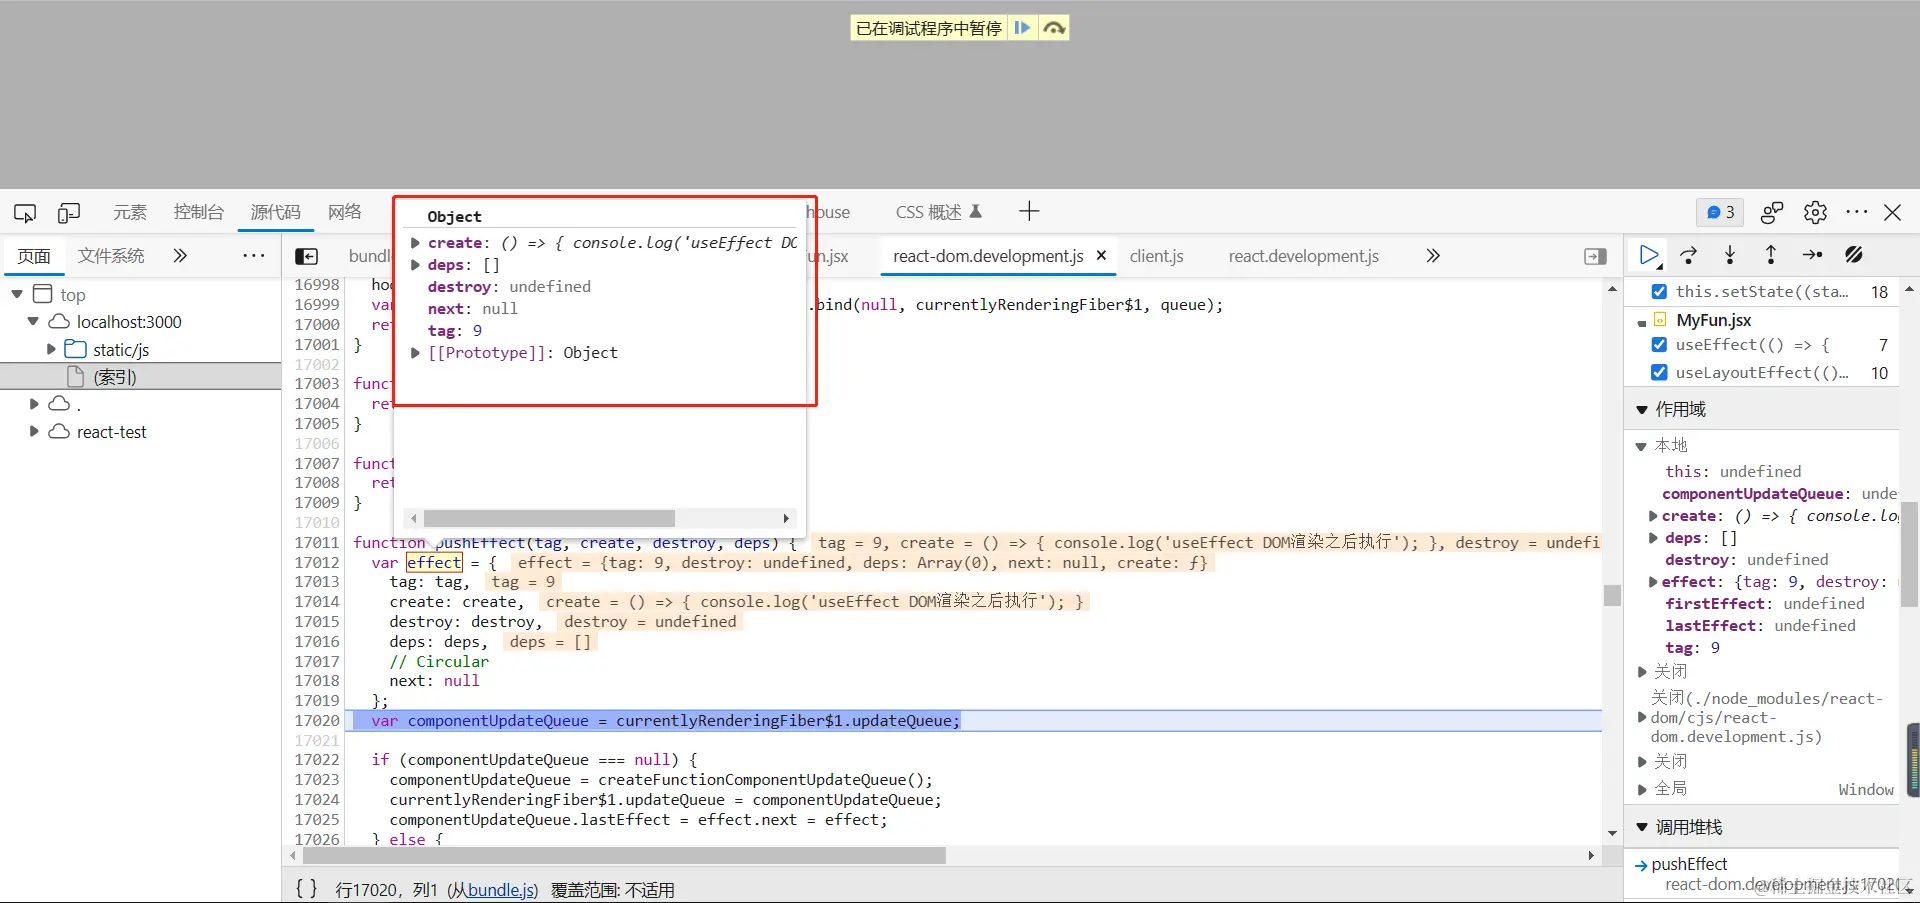 已在调试程序中暂停
元素 控制台 源代码 网络 house CSS 概述 3
页面 文件系统
bundl un.jsx react-dom.development.js client.js react.development.js
top
localhost:3000
static/js
(索引)
.
react-test
Object
create: () => { console.log('useEffect DO
deps: []
destroy: undefined
next: null
tag: 9
[[Prototype]]: Object
16998 hoo
16999 var .bind(null, currentlyRenderingFiber$1, queue);
17000 ret
17001 }
17002
17003 funct
17004 ret
17005 }
17006
17007 funct
17008 ret
17009 }
17010
17011 function pushEffect(tag, create, destroy, deps) { tag = 9, create = () => { console.log('useEffect DOM渲染之后执行'); }, destroy = undefi
17012 var effect = { effect = {tag: 9, destroy: undefined, deps: Array(0), next: null, create: ƒ}
17013 tag: tag, tag = 9
17014 create: create, create = () => { console.log('useEffect DOM渲染之后执行'); }
17015 destroy: destroy, destroy = undefined
17016 deps: deps, deps = []
17017 // Circular
17018 next: null
17019 };
17020 var componentUpdateQueue = currentlyRenderingFiber$1.updateQueue;
17021
17022 if (componentUpdateQueue === null) {
17023 componentUpdateQueue = createFunctionComponentUpdateQueue();
17024 currentlyRenderingFiber$1.updateQueue = componentUpdateQueue;
17025 componentUpdateQueue.lastEffect = effect.next = effect;
17026 } else {
{ } 行17020，列1 (从bundle.js) 覆盖范围: 不适用
this.setState((sta… 18
MyFun.jsx
useEffect(() => { 7
useLayoutEffect(()… 10
作用域
本地
this: undefined
componentUpdateQueue: unde
create: () => { console.lo
deps: []
destroy: undefined
effect: {tag: 9, destroy:
firstEffect: undefined
lastEffect: undefined
tag: 9
关闭
关闭(./node_modules/react-
dom/cjs/react-
dom.development.js)
关闭
全局 Window
调用堆栈
pushEffect
react-dom.development.js:17020
@稀土掘金技术社区